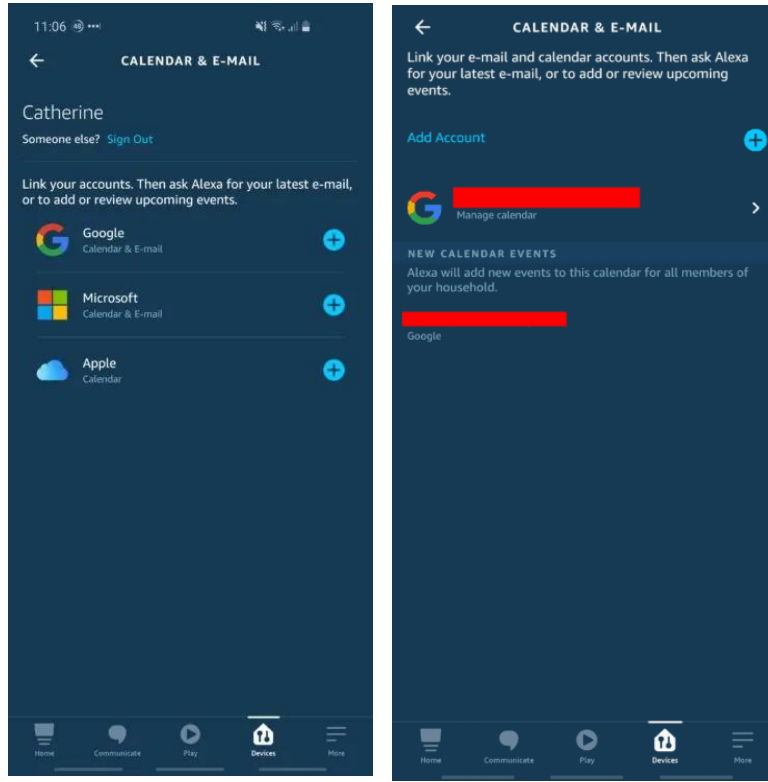 11:06
CALENDAR & E-MAIL
Catherine
Someone else? Sign Out
Link your accounts. Then ask Alexa for your latest e-mail,
or to add or review upcoming events.
Google
Calendar & E-mail
Microsoft
Calendar & E-mail
Apple
Calendar
Home Communicate Play Devices More
CALENDAR & E-MAIL
Link your e-mail and calendar accounts. Then ask Alexa
for your latest e-mail, or to add or review upcoming
events.
Add Account
Manage calendar
NEW CALENDAR EVENTS
Alexa will add new events to this calendar for all members of
your household.
Google
Home Communicate Play Devices More